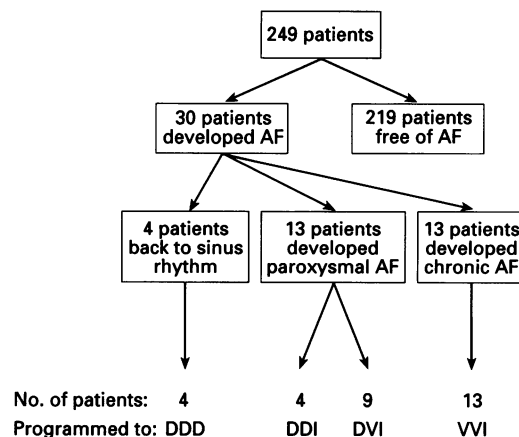 249 patients
30 patients
developed AF
219 patients
free of AF
4 patients
back to sinus
rhythm
13 patients
developed
paroxysmal AF
13 patients
developed
chronic AF
No. of patients: 4 4 9 13
Programmed to: DDD DDI DVI VVI